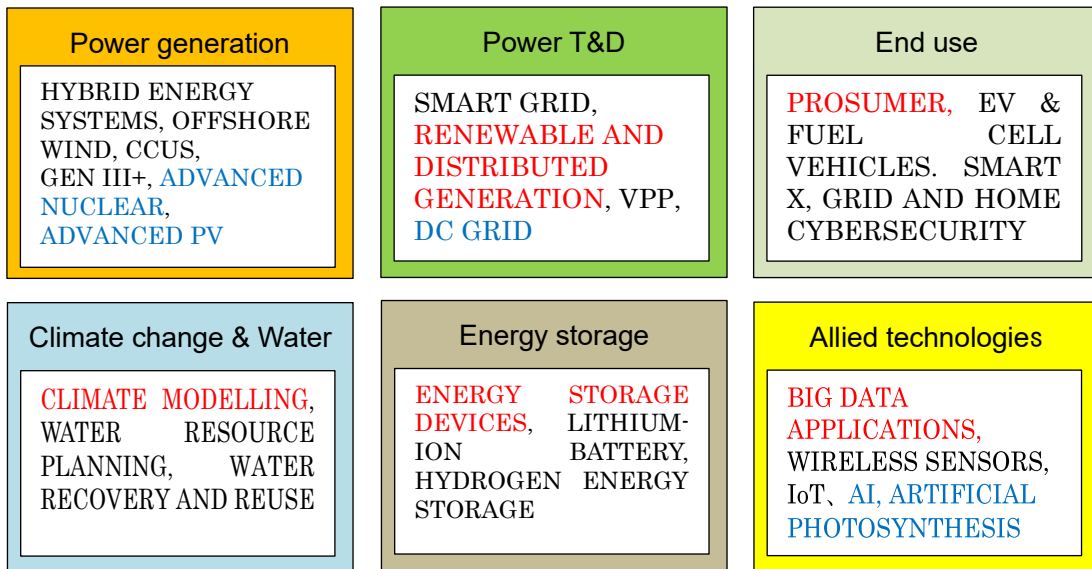 Power generation
HYBRID ENERGY
SYSTEMS, OFFSHORE
WIND, CCUS,
GEN III+, ADVANCED
NUCLEAR,
ADVANCED PV
Power T&D
SMART GRID,
RENEWABLE AND
DISTRIBUTED
GENERATION, VPP,
DC GRID
End use
PROSUMER, EV &
FUEL CELL
VEHICLES. SMART
X, GRID AND HOME
CYBERSECURITY
Climate change & Water
CLIMATE MODELLING,
WATER RESOURCE
PLANNING, WATER
RECOVERY AND REUSE
Energy storage
ENERGY STORAGE
DEVICES, LITHIUM-
ION BATTERY,
HYDROGEN ENERGY
STORAGE
Allied technologies
BIG DATA
APPLICATIONS,
WIRELESS SENSORS,
IoT、AI, ARTIFICIAL
PHOTOSYNTHESIS